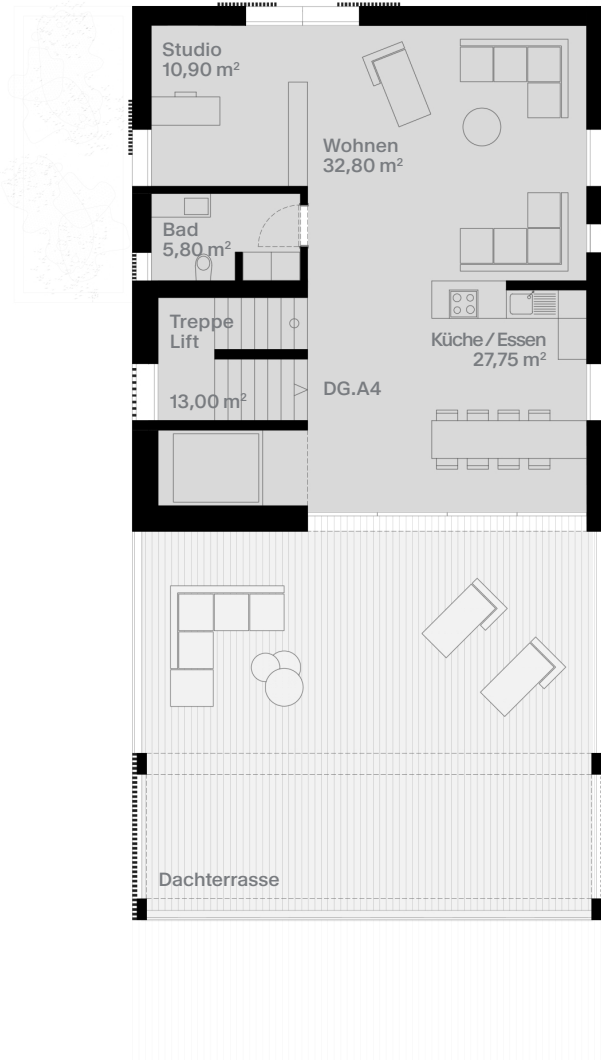 Studio
10,90 m²
Wohnen
32,80 m²
Bad
5,80 m²
Treppe
Lift
13,00 m²
Küche / Essen
27,75 m²
DG.A4
Dachterrasse